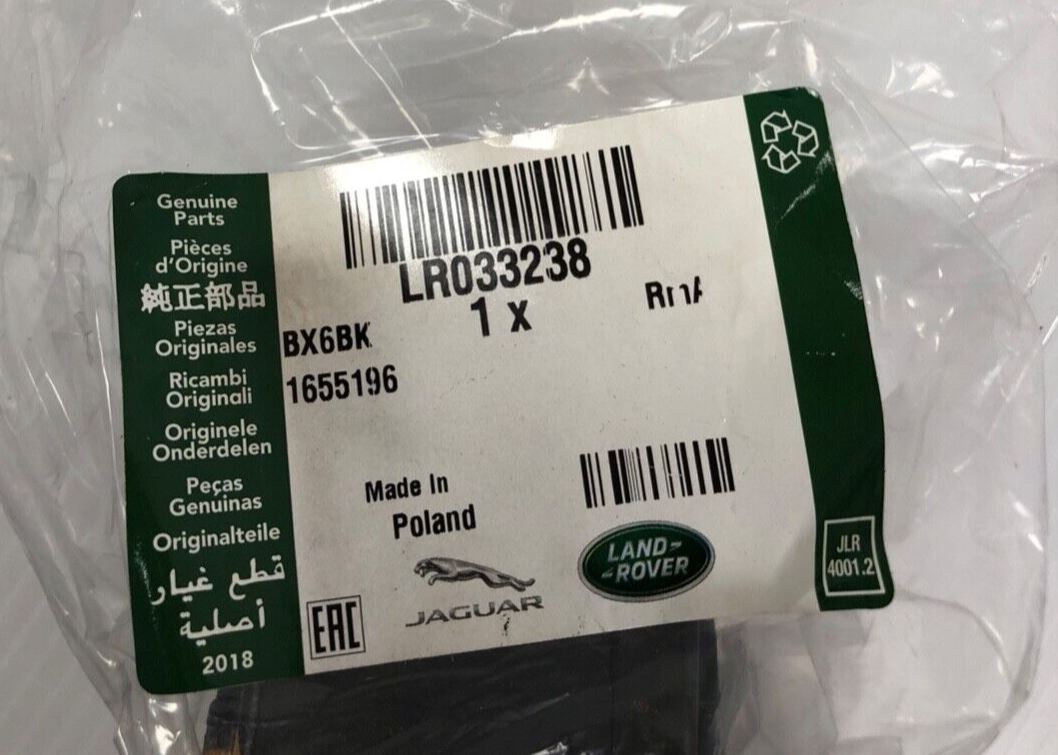 Genuine
Parts
Pièces
d'Origine
純正部品
Piezas
Originales
Ricambi
Originali
Originele
Onderdelen
Peças
Genuinas
Originalteile
قطع غيار
أصلية
2018
LR033238
1 x
BX6BK
1655196
Made In
Poland
JAGUAR
LAND-
-ROVER
EAC
JLR
4001.2